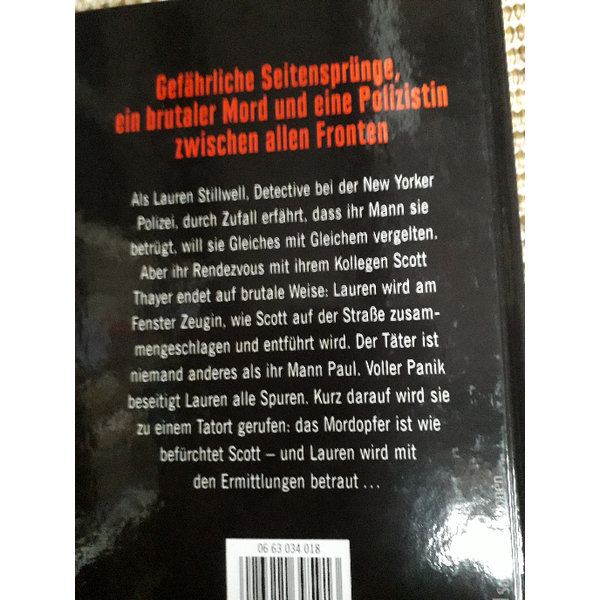 Gefährliche Seitensprünge,
ein brutaler Mord und eine Polizistin
zwischen allen Fronten
Als Lauren Stillwell, Detective bei der New Yorker
Polizei, durch Zufall erfährt, dass ihr Mann sie
betrügt, will sie Gleiches mit Gleichem vergelten.
Aber ihr Rendezvous mit ihrem Kollegen Scott
Thayer endet auf brutale Weise: Lauren wird am
Fenster Zeugin, wie Scott auf der Straße zusam-
mengeschlagen und entführt wird. Der Täter ist
niemand anderes als ihr Mann Paul. Voller Panik
beseitigt Lauren alle Spuren. Kurz darauf wird sie
zu einem Tatort gerufen: das Mordopfer ist wie
befürchtet Scott – und Lauren wird mit
den Ermittlungen betraut ...
06 63 034 018